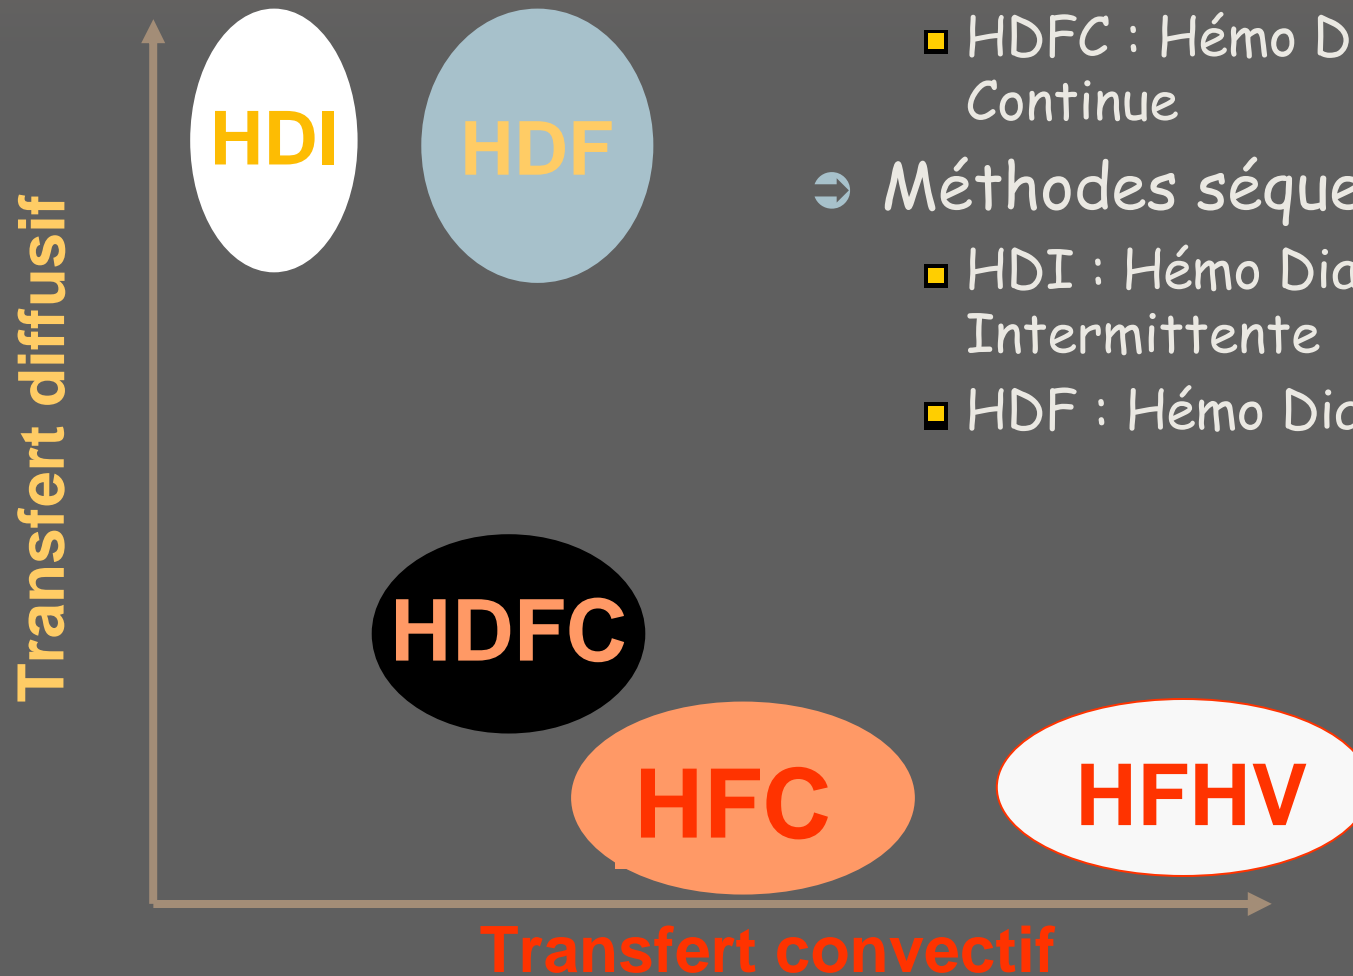 HDI
HDF
HDFC
HFC
HFHV
Transfert diffusif
Transfert convectif
HDFC : Hémo
Continue
Méthodes
HDI : Hémo
Intermittente
HDF : Hémo